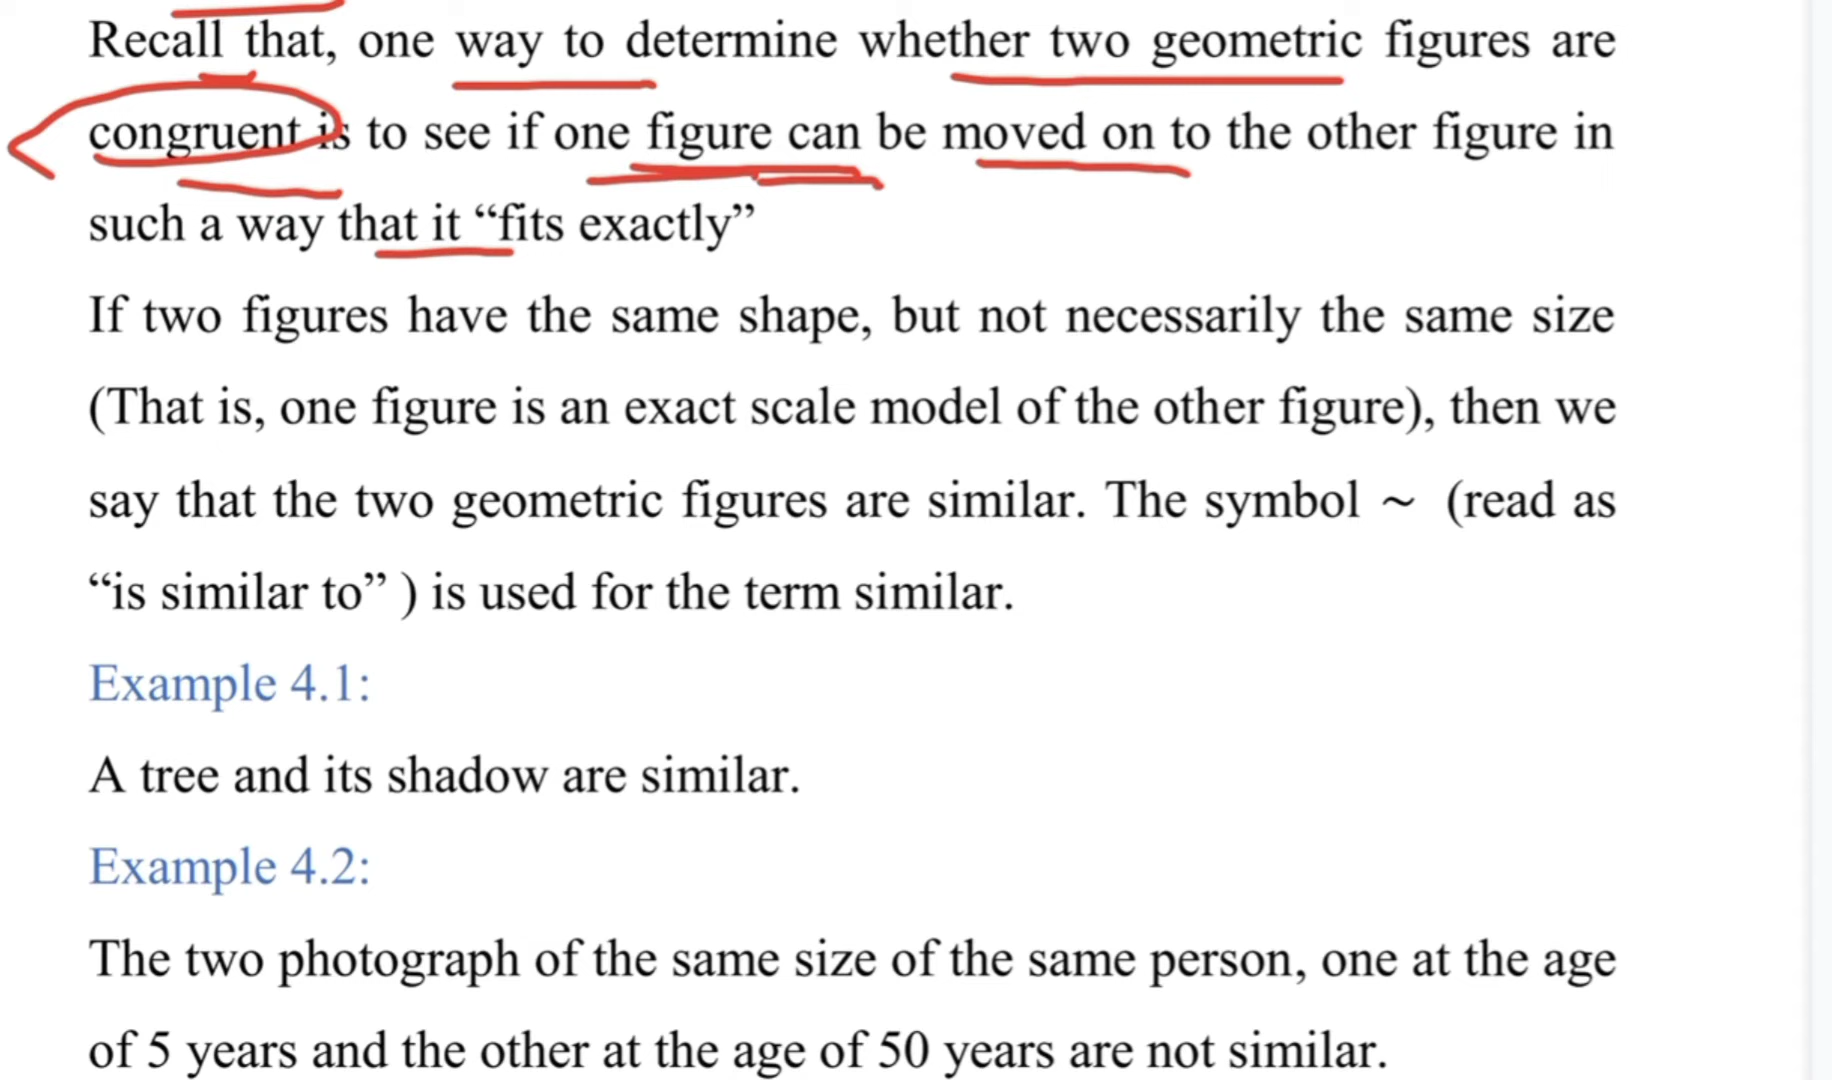 Recall that, one way to determine whether two geometric figures are
congruent is to see if one figure can be moved on to the other figure in
such a way that it “fits exactly”
If two figures have the same shape, but not necessarily the same size
(That is, one figure is an exact scale model of the other figure), then we
say that the two geometric figures are similar. The symbol ~ (read as
“is similar to” ) is used for the term similar.
Example 4.1:
A tree and its shadow are similar.
Example 4.2:
The two photograph of the same size of the same person, one at the age
of 5 years and the other at the age of 50 years are not similar.